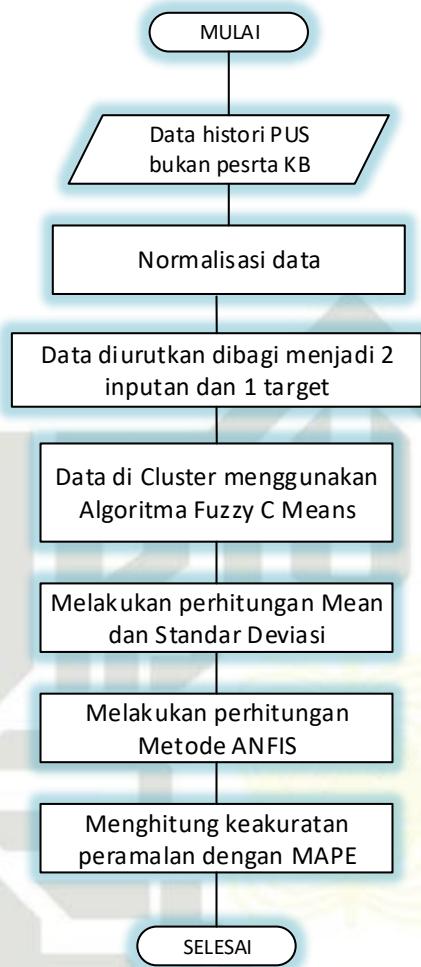 MULAI
Data histori PUS
bukan pesrta KB
Normalisasi data
Data diurutkan dibagi menjadi 2
inputan dan 1 target
Data di Cluster menggunakan
Algoritma Fuzzy C Means
Melakukan perhitungan Mean
dan Standar Deviasi
Melakukan perhitungan
Metode ANFIS
Menghitung keakuratan
peramalan dengan MAPE
SELESAI